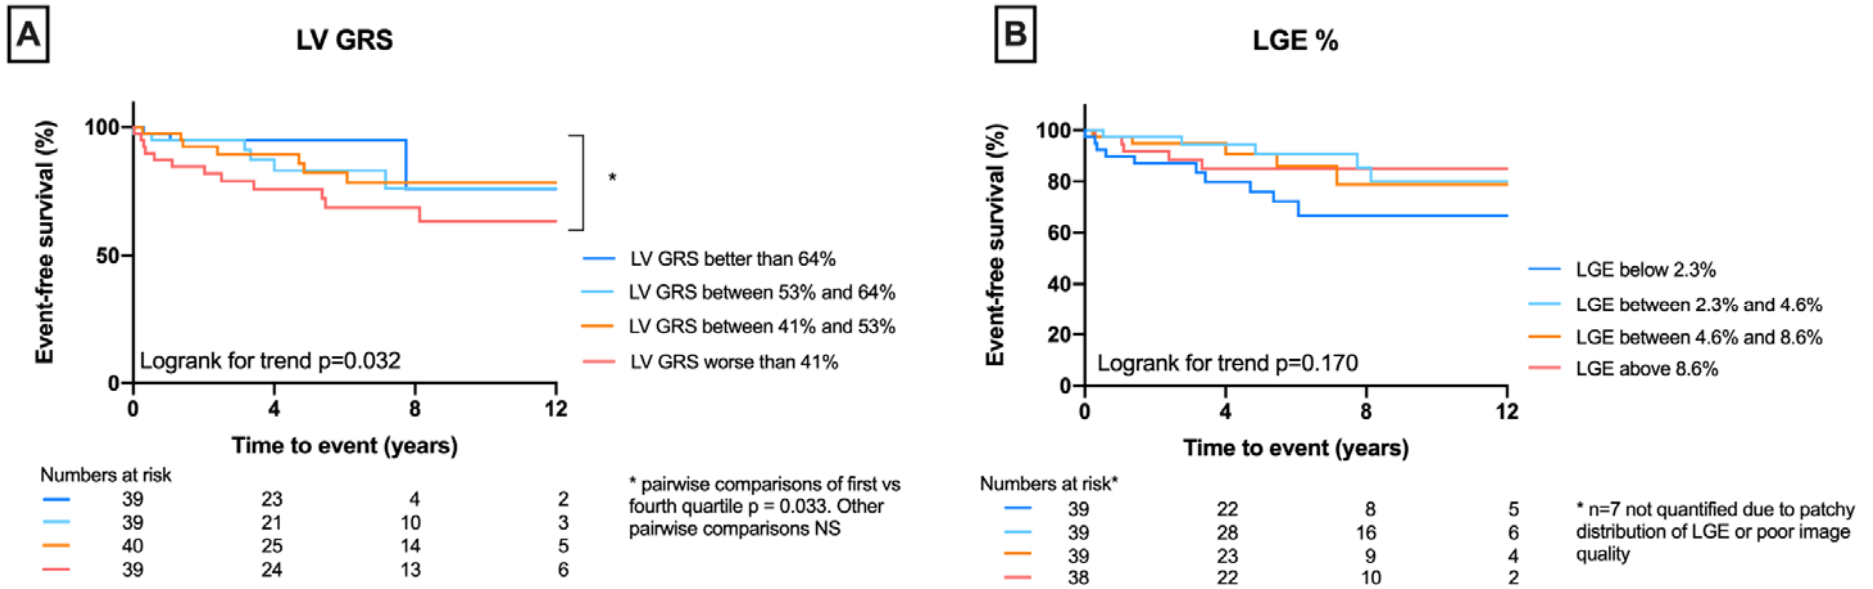 A
LV GRS
Event-free survival (%)
100
50
0
0 4 8 12
Logrank for trend p=0.032
Time to event (years)
*
LV GRS better than 64%
LV GRS between 53% and 64%
LV GRS between 41% and 53%
LV GRS worse than 41%
Numbers at risk
39 23 4 2
39 21 10 3
40 25 14 5
39 24 13 6
* pairwise comparisons of first vs
fourth quartile p = 0.033. Other
pairwise comparisons NS
B
LGE %
Event-free survival (%)
100
80
60
40
20
0
0 4 8 12
Logrank for trend p=0.170
Time to event (years)
LGE below 2.3%
LGE between 2.3% and 4.6%
LGE between 4.6% and 8.6%
LGE above 8.6%
Numbers at risk*
39 22 8 5
39 28 16 6
39 23 9 4
38 22 10 2
* n=7 not quantified due to patchy
distribution of LGE or poor image
quality